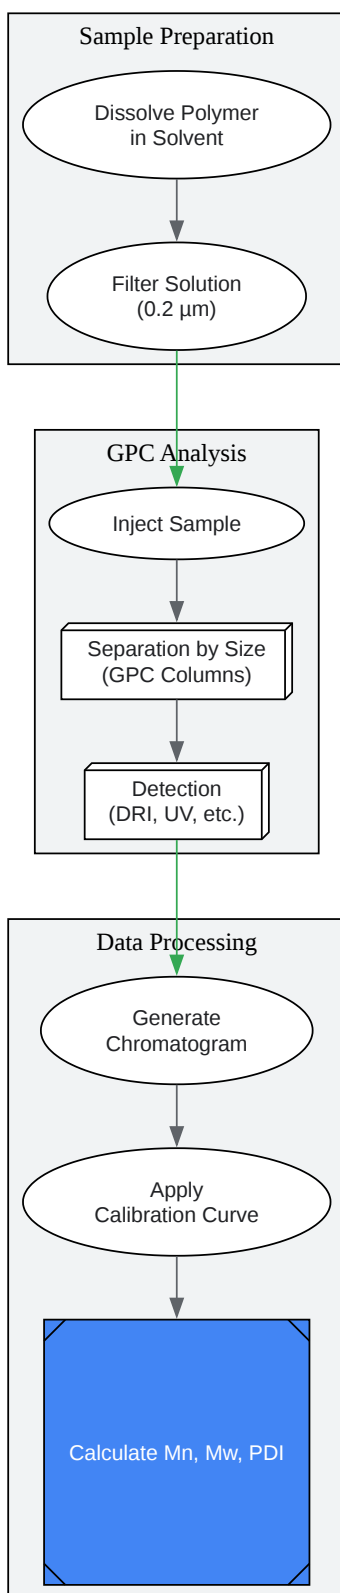 Sample Preparation
Dissolve Polymer
in Solvent
Filter Solution
(0.2 µm)
GPC Analysis
Inject Sample
Separation by Size
(GPC Columns)
Detection
(DRI, UV, etc.)
Data Processing
Generate
Chromatogram
Apply
Calibration Curve
Calculate Mn, Mw, PDI